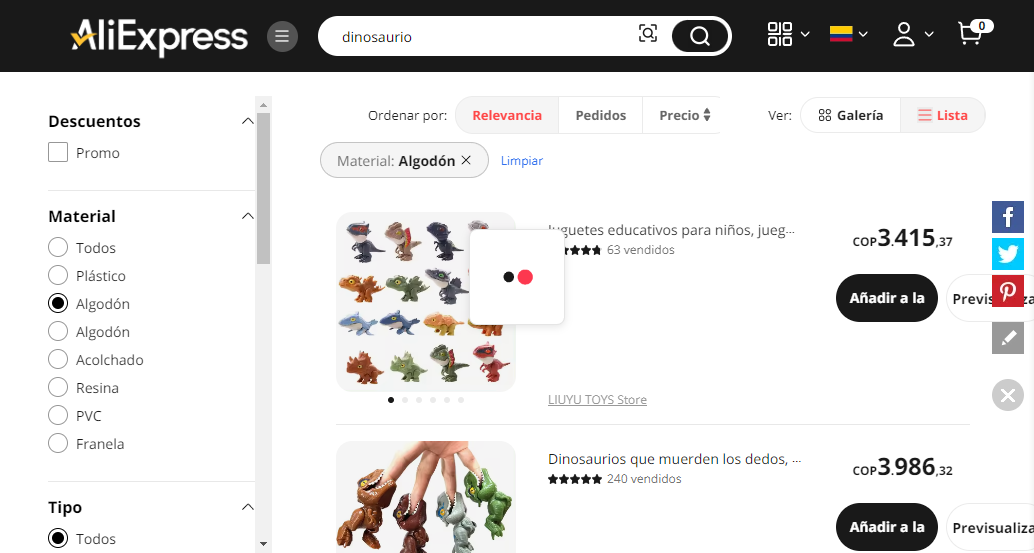 AliExpress
dinosaurio
0
Descuentos
Promo
Material
Todos
Plástico
Algodón
Algodón
Acolchado
Resina
PVC
Franela
Tipo
Todos
Ordenar por:
Relevancia
Pedidos
Precio
Ver:
Galería
Lista
Material: Algodón
Limpiar
Juguetes educativos para niños, jueg...
63 vendidos
COP3.415,37
Añadir a la
LIUYU TOYS Store
Dinosaurios que muerden los dedos, ...
240 vendidos
COP3.986,32
Añadir a la
Previsualiza